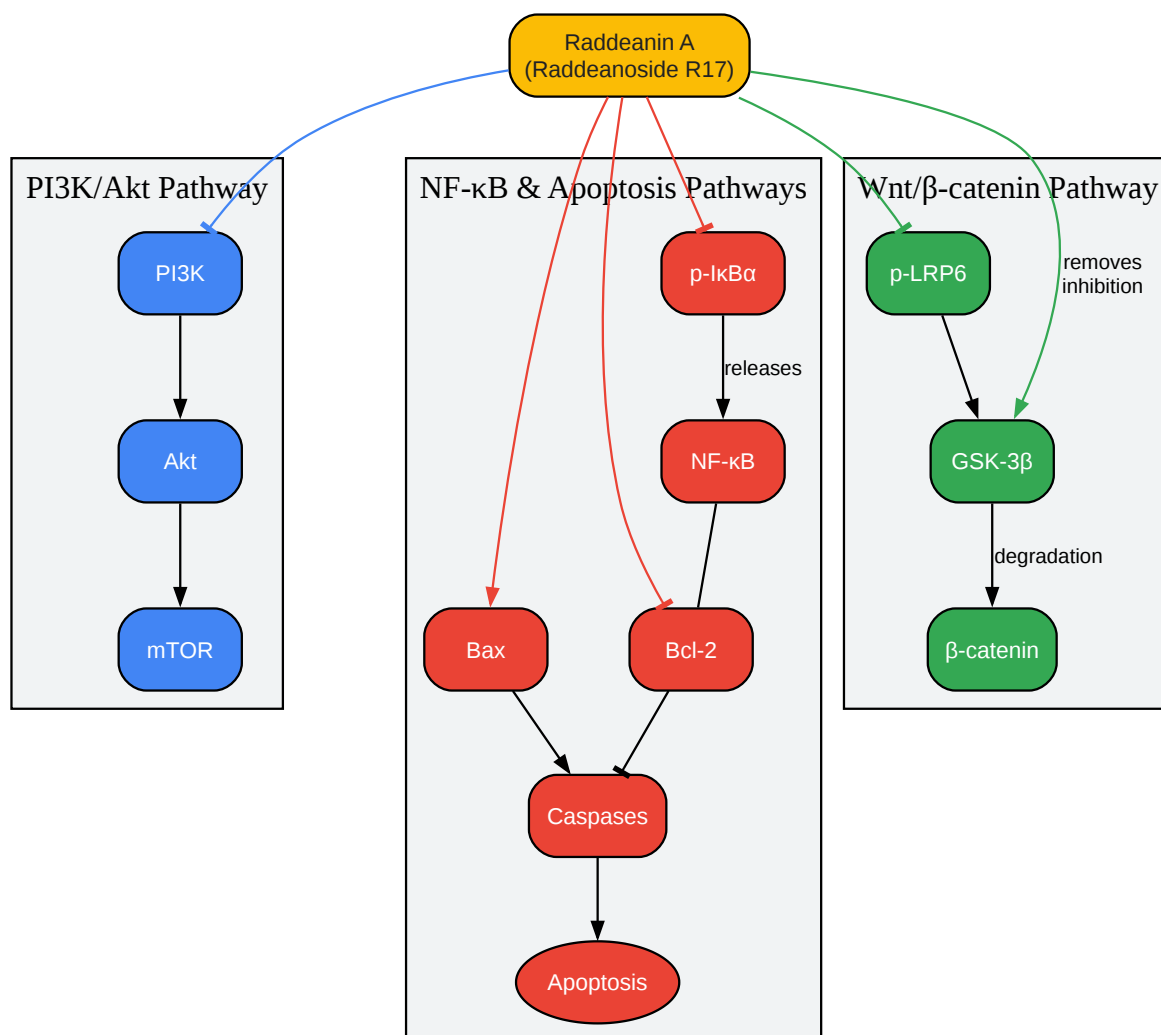 Raddeanin A
(Raddeanoside R17)
PI3K/Akt Pathway
NF-κB & Apoptosis Pathways
Wnt/β-catenin Pathway
PI3K
p-IκBα
p-LRP6
removes
inhibition
releases
Akt
NF-κB
GSK-3β
degradation
mTOR
Bax
Bcl-2
β-catenin
Caspases
Apoptosis